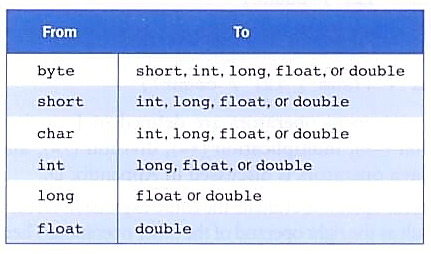 From To
byte short, int, long, float, or double
short int, long, float, or double
char int, long, float, or double
int long, float, or double
long float or double
float double